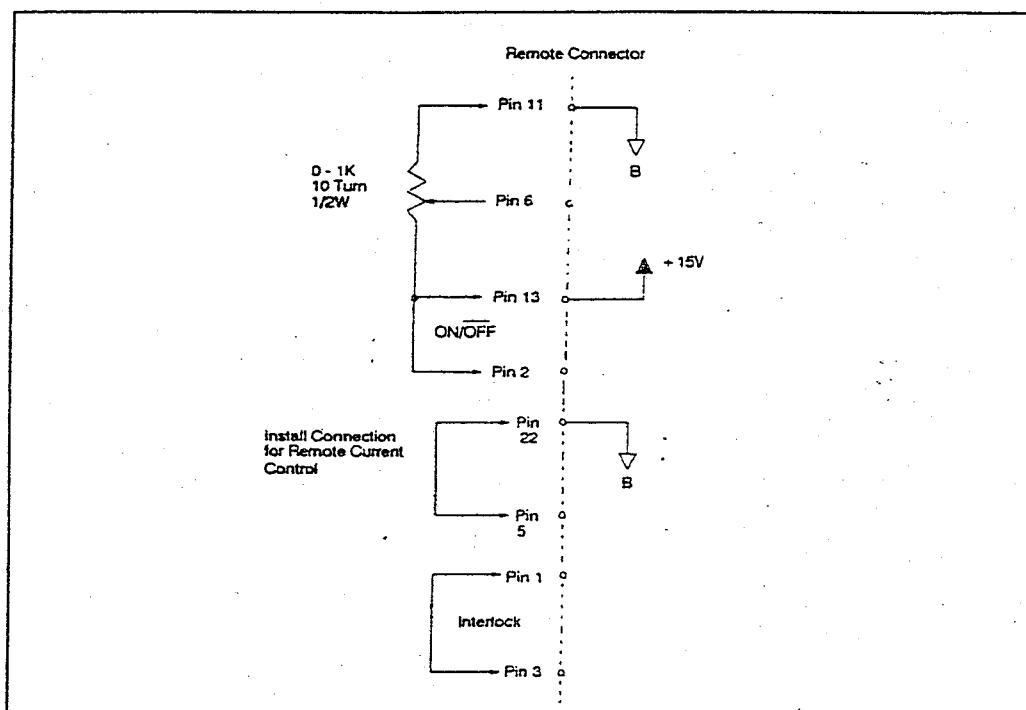 Remote Connector
Pin 11
B
0 - 1K
10 Turn
1/2W
Pin 6
+ 15V
Pin 13
ON/OFF
Pin 2
Pin
22
Install Connection
for Remote Current
Control
B
Pin
5
Pin 1
Interlock
Pin 3